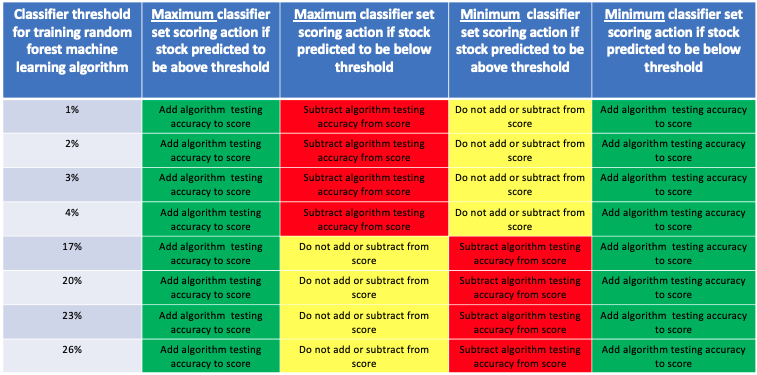 Classifier threshold
for training random
forest machine
learning algorithm
Maximum classifier
set scoring action if
stock predicted to
be above threshold
Maximum classifier set
scoring action if stock
predicted to be below
threshold
Minimum classifier
set scoring action if
stock predicted to be
above threshold
Minimum classifier set
scoring action if stock
predicted to be below
threshold
1%
Add algorithm testing
accuracy to score
Subtract algorithm testing
accuracy from score
Do not add or subtract from
score
Add algorithm testing accuracy
to score
2%
Add algorithm testing
accuracy to score
Subtract algorithm testing
accuracy from score
Do not add or subtract from
score
Add algorithm testing accuracy
to score
3%
Add algorithm testing
accuracy to score
Subtract algorithm testing
accuracy from score
Do not add or subtract from
score
Add algorithm testing accuracy
to score
4%
Add algorithm testing
accuracy to score
Subtract algorithm testing
accuracy from score
Do not add or subtract from
score
Add algorithm testing accuracy
to score
17%
Add algorithm testing
accuracy to score
Do not add or subtract from
score
Subtract algorithm testing
accuracy from score
Add algorithm testing accuracy
to score
20%
Add algorithm testing
accuracy to score
Do not add or subtract from
score
Subtract algorithm testing
accuracy from score
Add algorithm testing accuracy
to score
23%
Add algorithm testing
accuracy to score
Do not add or subtract from
score
Subtract algorithm testing
accuracy from score
Add algorithm testing accuracy
to score
26%
Add algorithm testing
accuracy to score
Do not add or subtract from
score
Subtract algorithm testing
accuracy from score
Add algorithm testing accuracy
to score